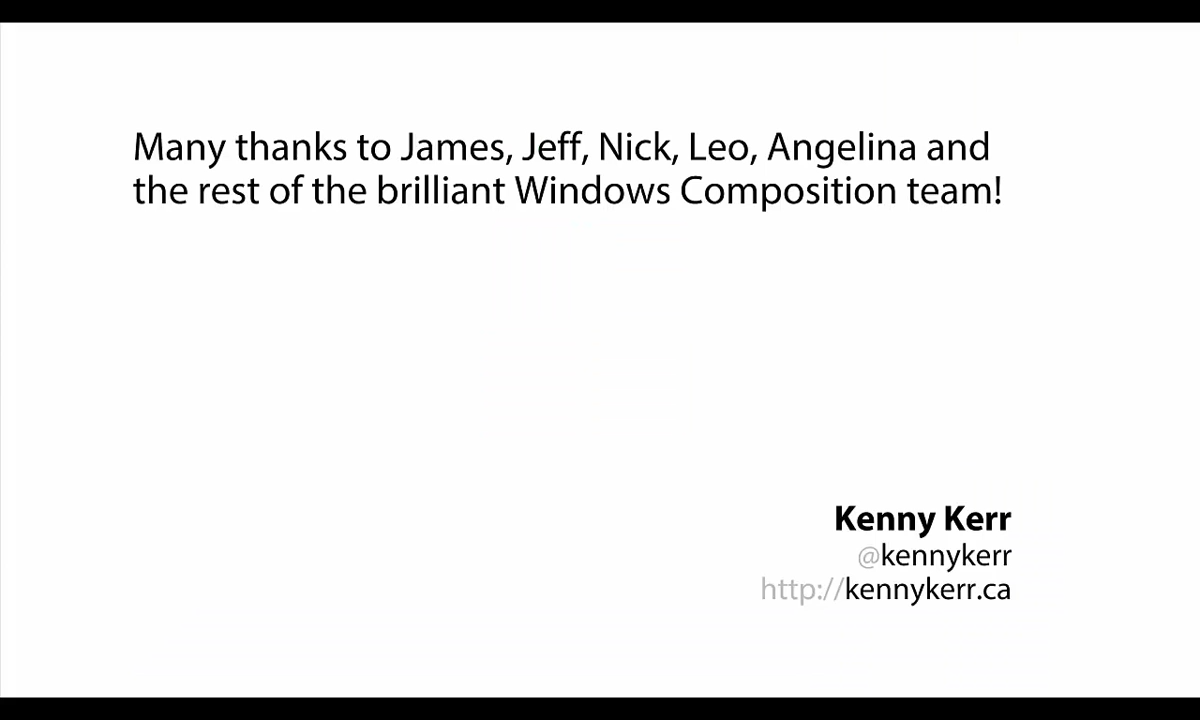 Many thanks to James, Jeff, Nick, Leo, Angelina and
the rest of the brilliant Windows Composition team!
Kenny Kerr
@kennykerr
http://kennykerr.ca